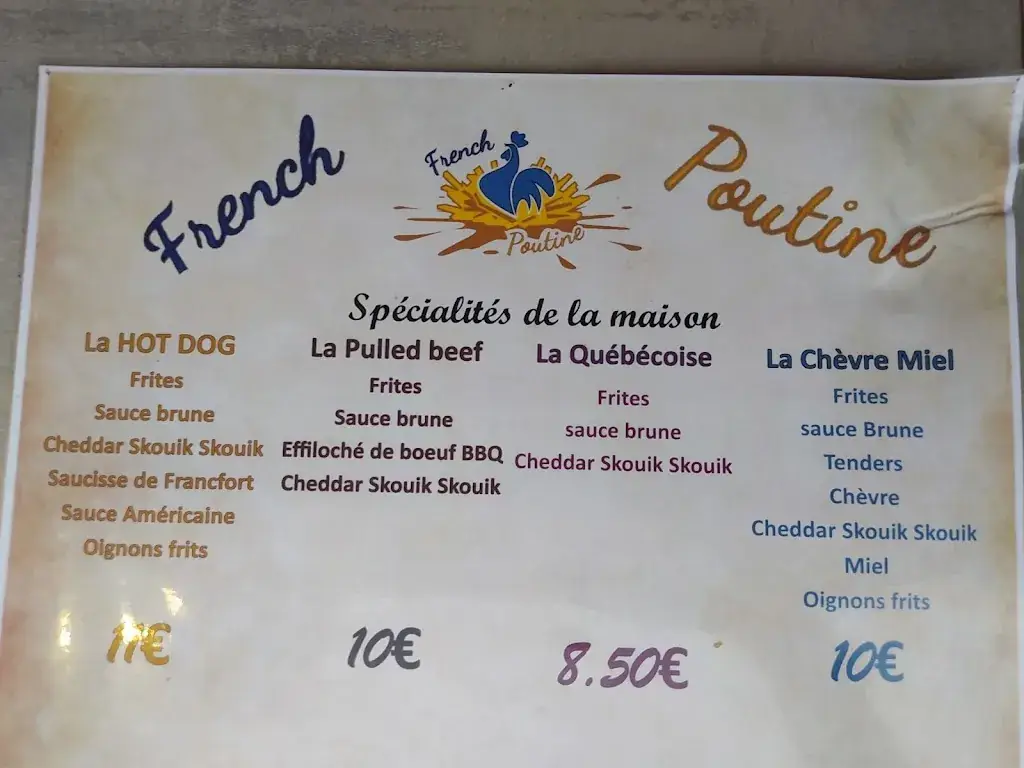 French
French
Poutine
Poutine
Spécialités de la maison
La HOT DOG
Frites
Sauce brune
Cheddar Skouik Skouik
Saucisse de Francfort
Sauce Américaine
Oignons frits
11€
La Pulled beef
Frites
Sauce brune
Effiloché de boeuf BBQ
Cheddar Skouik Skouik
10€
La Québécoise
Frites
sauce brune
Cheddar Skouik Skouik
8.50€
La Chèvre Miel
Frites
sauce Brune
Tenders
Chèvre
Cheddar Skouik Skouik
Miel
Oignons frits
10€